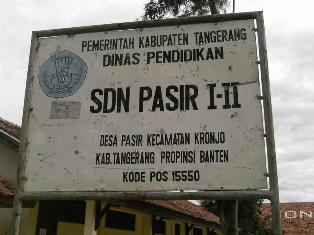 PEMERINTAH KABUPATEN TANGERANG
DINAS PENDIDIKAN
SDN PASIR I-II
DESA PASIR KECAMATAN KRONJO
KAB.TANGERANG PROPINSI BANTEN
KODE POS 15550